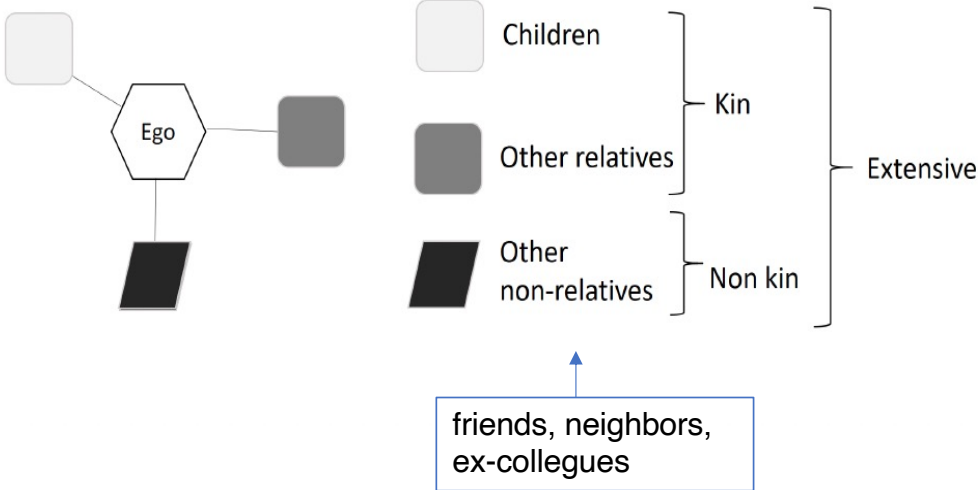 Ego
Children
Other relatives
Kin
Other
non-relatives
Non kin
Extensive
friends, neighbors,
ex-collegues